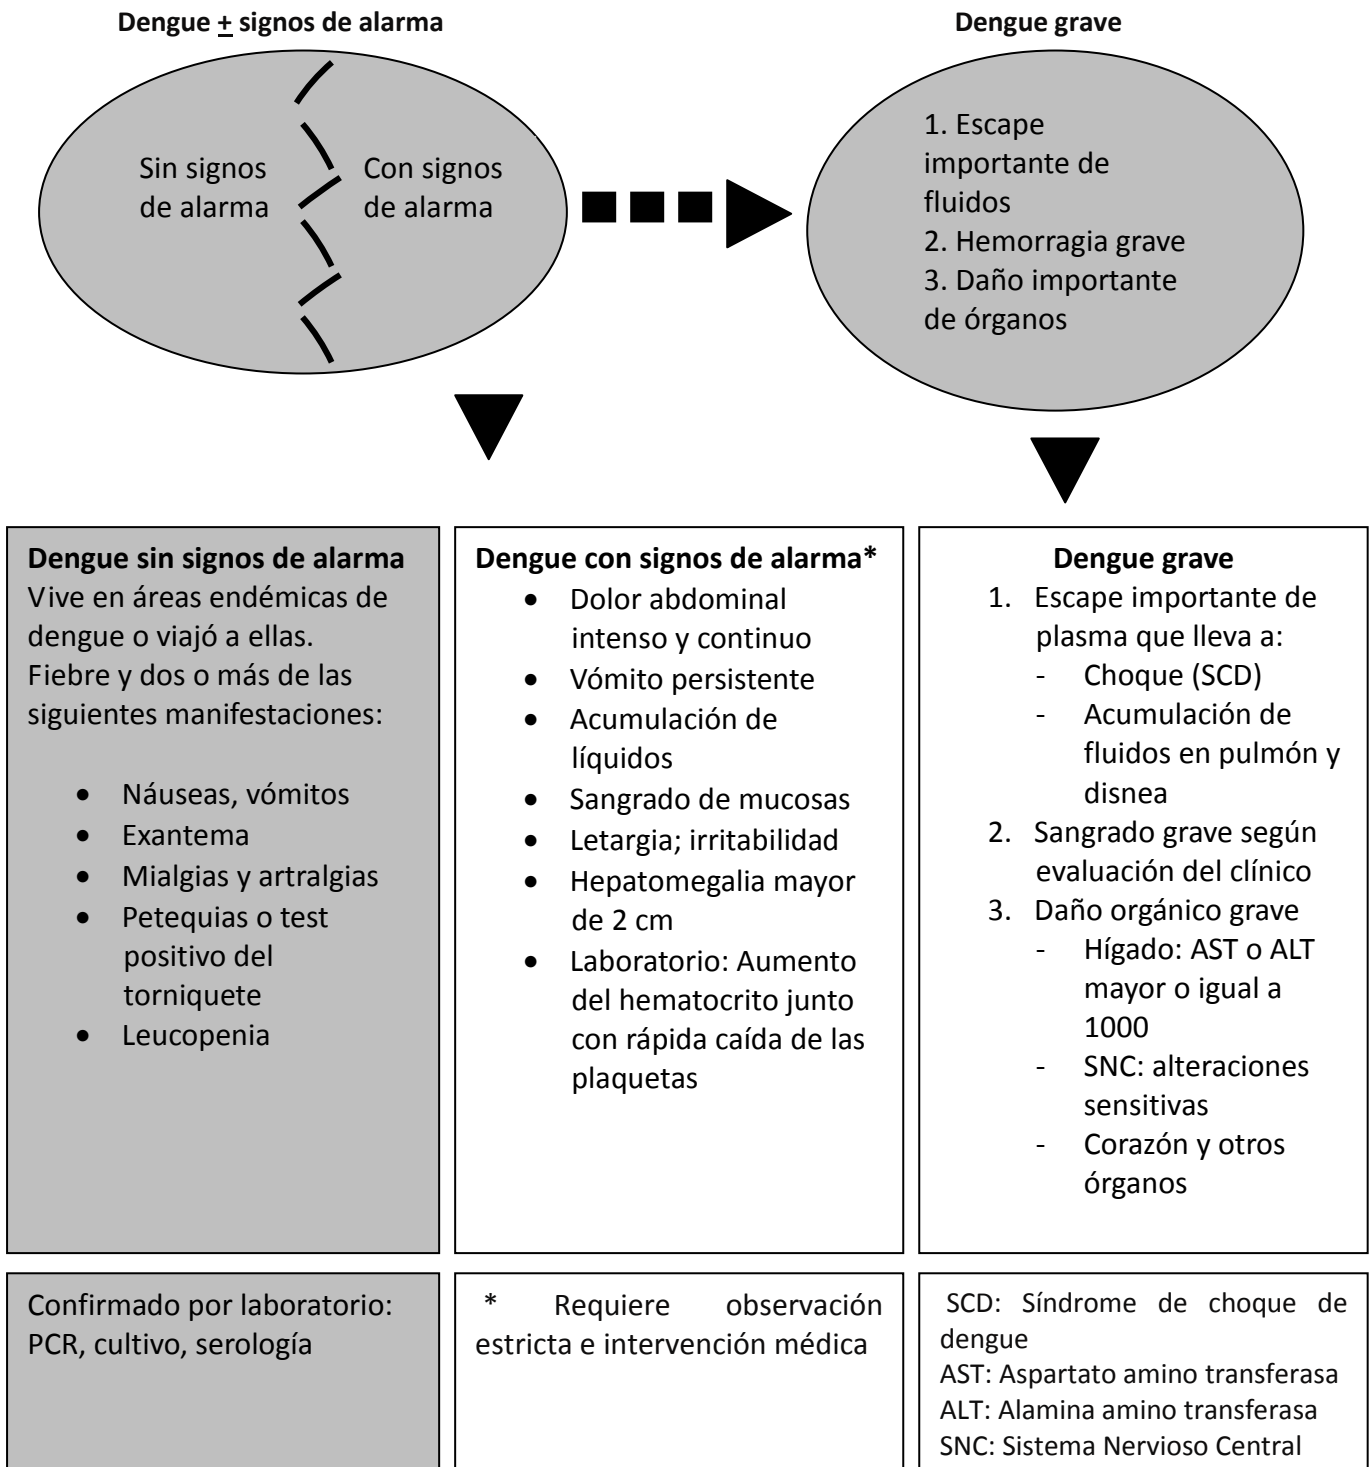 Dengue ± signos de alarma
Dengue grave
Sin signos
de alarma
Con signos
de alarma
1. Escape
importante de
fluidos
2. Hemorragia grave
3. Daño importante
de órganos
Dengue sin signos de alarma
Vive en áreas endémicas de
dengue o viajó a ellas.
Fiebre y dos o más de las
siguientes manifestaciones:
• Náuseas, vómitos
• Exantema
• Mialgias y artralgias
• Petequias o test
positivo del
torniquete
• Leucopenia
Dengue con signos de alarma*
• Dolor abdominal
intenso y continuo
• Vómito persistente
• Acumulación de
líquidos
• Sangrado de mucosas
• Letargia; irritabilidad
• Hepatomegalia mayor
de 2 cm
• Laboratorio: Aumento
del hematocrito junto
con rápida caída de las
plaquetas
Dengue grave
1. Escape importante de
plasma que lleva a:
- Choque (SCD)
- Acumulación de
fluidos en pulmón y
disnea
2. Sangrado grave según
evaluación del clínico
3. Daño orgánico grave
- Hígado: AST o ALT
mayor o igual a
1000
- SNC: alteraciones
sensitivas
- Corazón y otros
órganos
Confirmado por laboratorio:
PCR, cultivo, serología
* Requiere observación
estricta e intervención médica
SCD: Síndrome de choque de
dengue
AST: Aspartato amino transferasa
ALT: Alamina amino transferasa
SNC: Sistema Nervioso Central